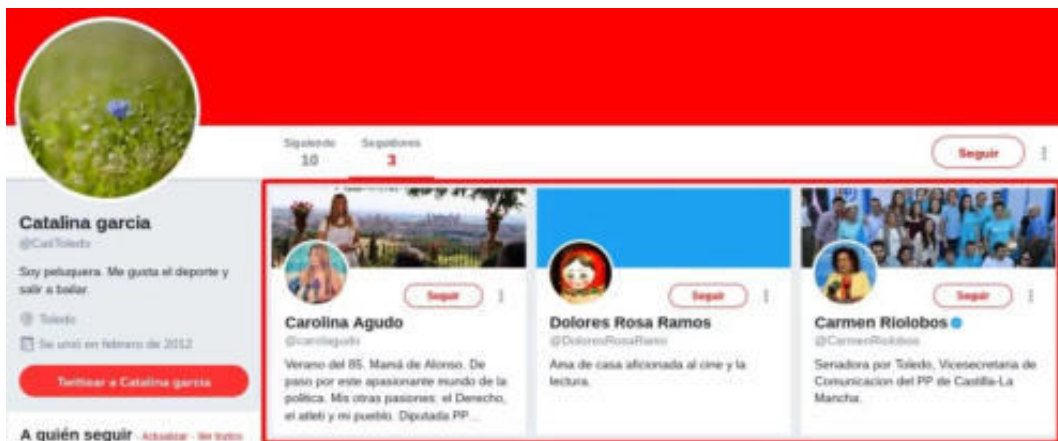 Siguiendo
10
Seguidores
3
Seguir
Catalina garcia
@CatiToledo
Soy peluquera. Me gusta el deporte y
salir a bailar.
Toledo
Se unió en febrero de 2012
Twittear a Catalina garcia
A quién seguir · Actualizar · Ver todos
Seguir
Carolina Agudo
@carolagudo
Verano del 85. Mamá de Alonso. De
paso por este apasionante mundo de la
política. Mis otras pasiones: el Derecho,
el atleti y mi pueblo. Diputada PP...
Seguir
Dolores Rosa Ramos
@DoloresRosaRamo
Ama de casa aficionada al cine y la
lectura.
Seguir
Carmen Riolobos
@CarmenRiolobos
Senadora por Toledo, Vicesecretaria de
Comunicacion del PP de Castilla-La
Mancha.